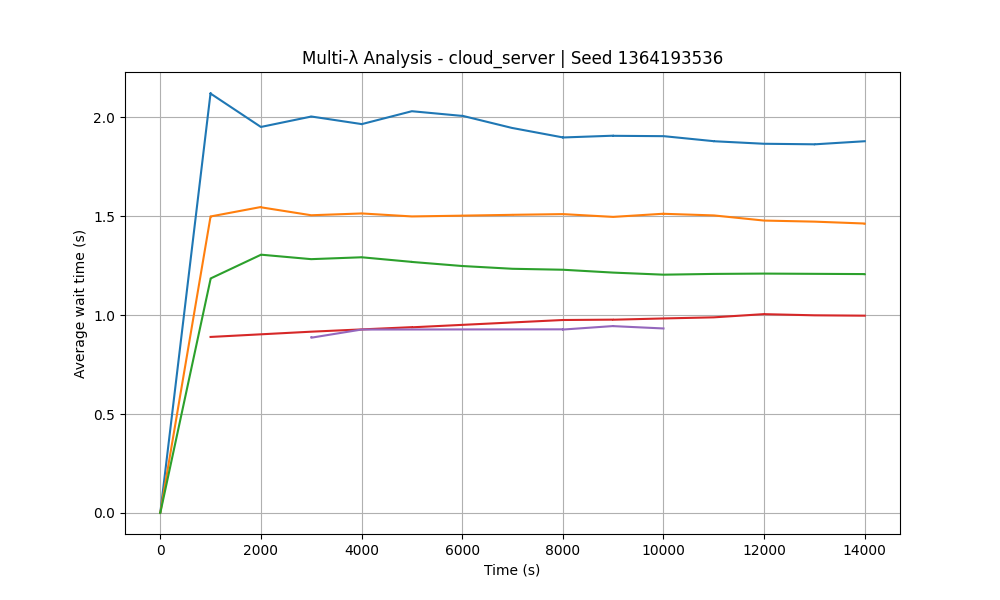 Multi-λ Analysis - cloud_server | Seed 1364193536
Average wait time (s)
2.0
1.5
1.0
0.5
0.0
0 2000 4000 6000 8000 10000 12000 14000
Time (s)